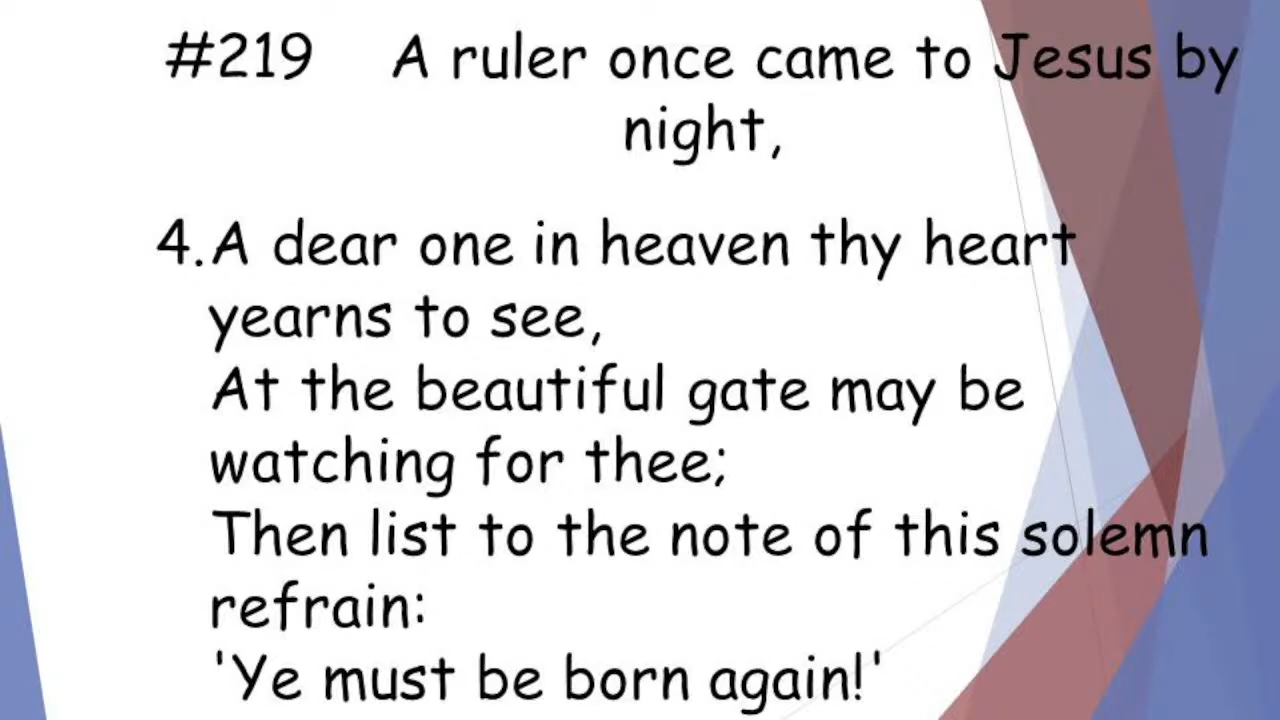 #219 A ruler once came to Jesus by
night,
4. A dear one in heaven thy heart
yearns to see,
At the beautiful gate may be
watching for thee;
Then list to the note of this solemn
refrain:
'Ye must be born again!'